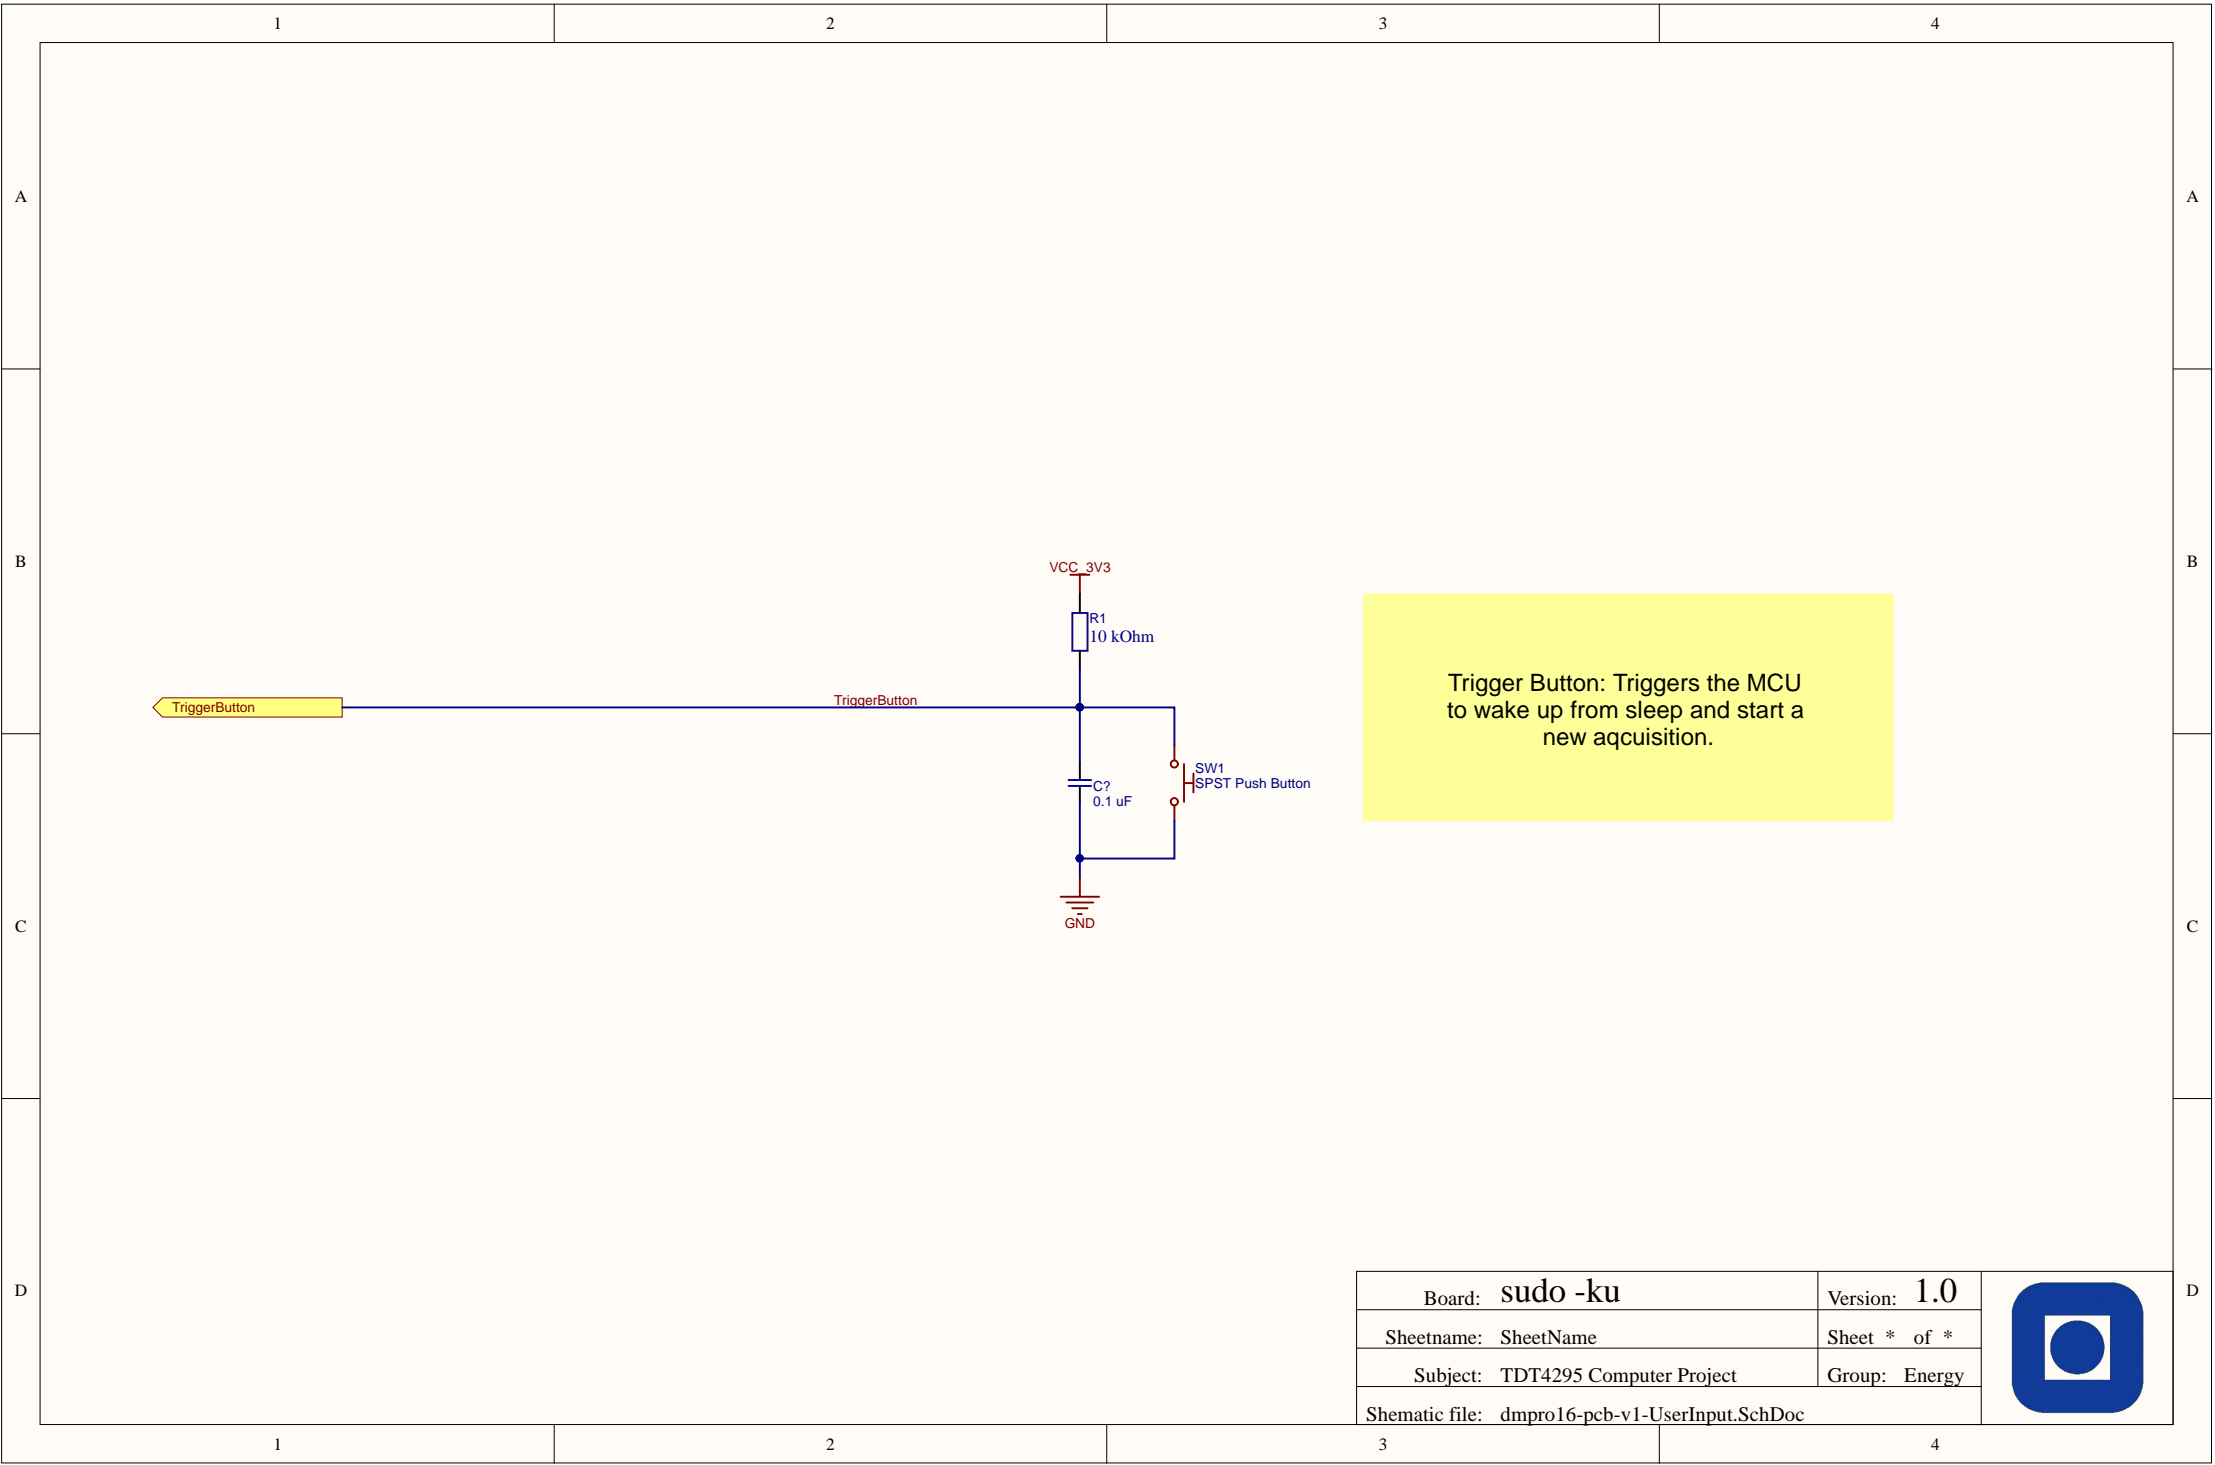 1 2 3 4
A A
B B
VCC_3V3
R1
10 kOhm
TriggerButton
TriggerButton
Trigger Button: Triggers the MCU
to wake up from sleep and start a
new aqcuisition.
SW1
SPST Push Button
C?
0.1 uF
GND
C C
D D
Board: sudo -ku Version: 1.0
Sheetname: SheetName Sheet * of *
Subject: TDT4295 Computer Project Group: Energy
Shematic file: dmpro16-pcb-v1-UserInput.SchDoc
1 2 3 4